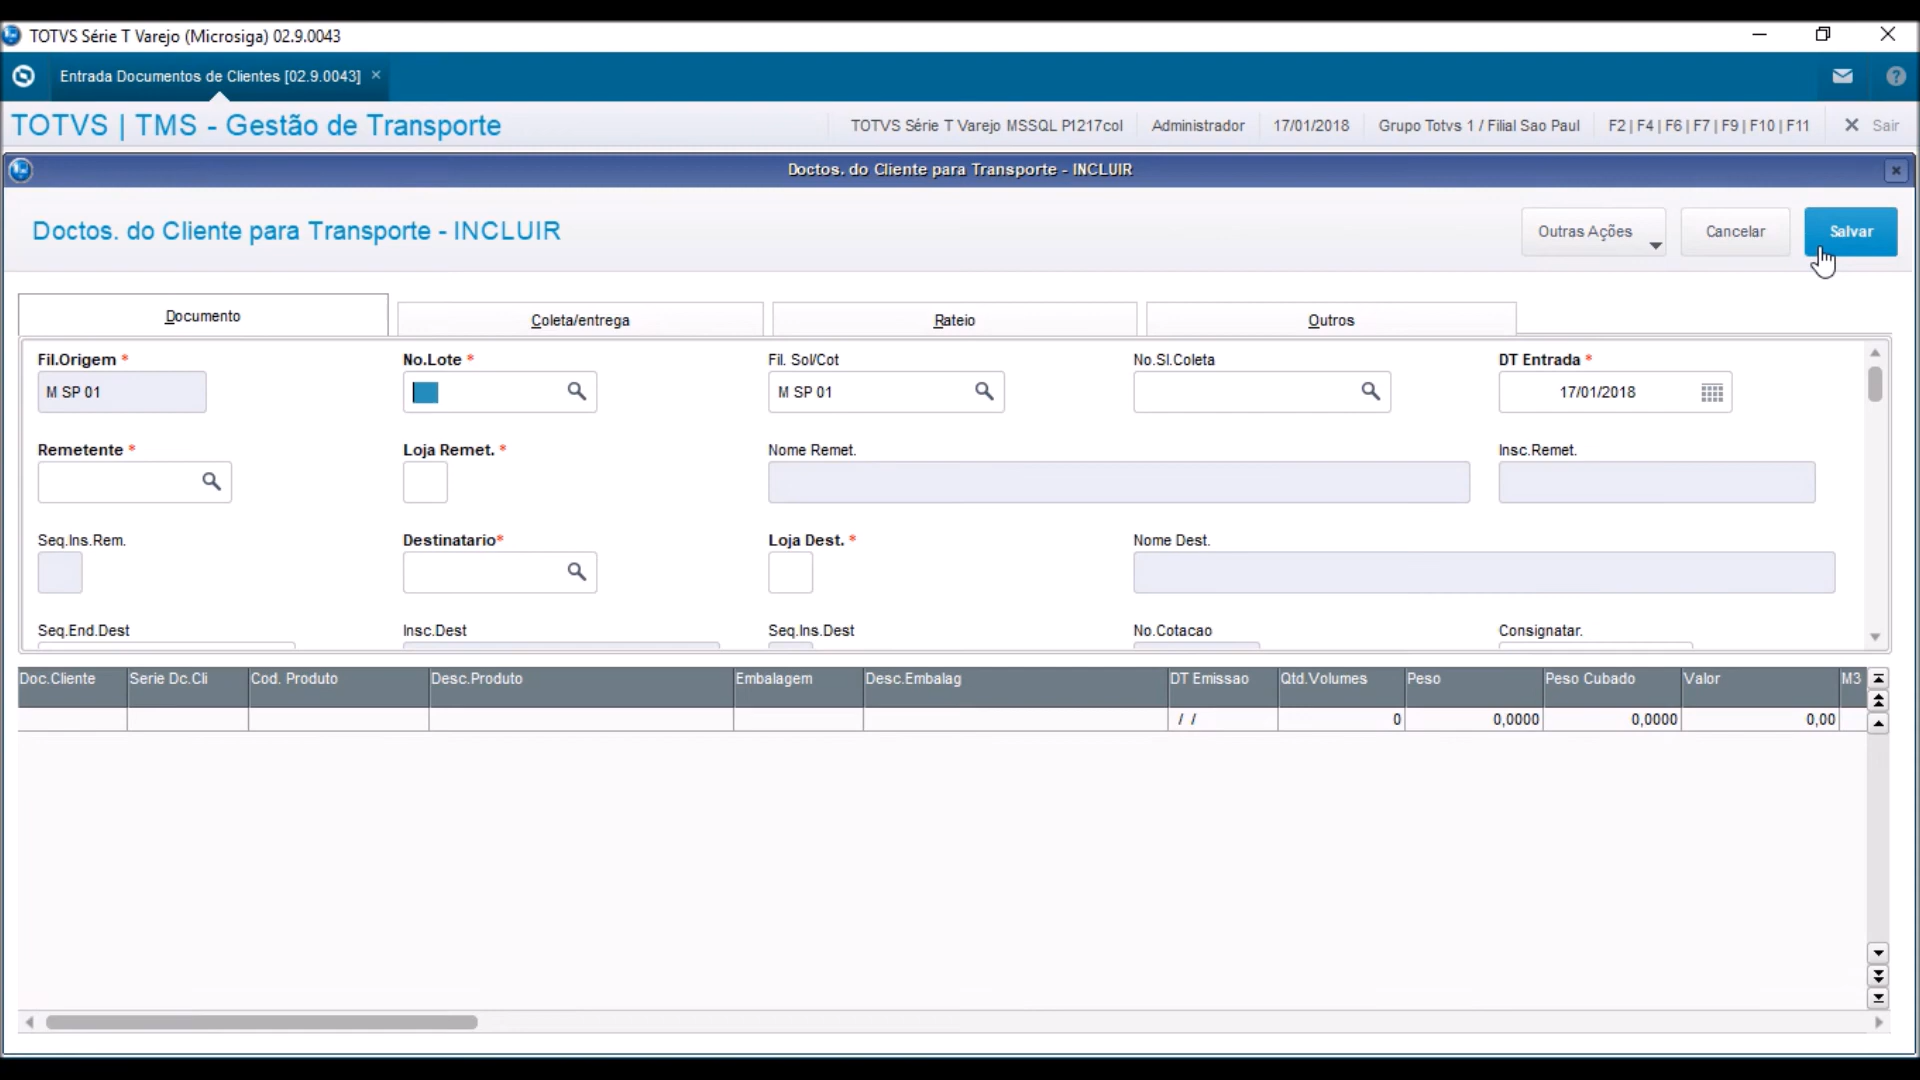 TOTVS Série T Varejo (Microsiga) 02.9.0043
Entrada Documentos de Clientes [02.9.0043]
TOTVS | TMS - Gestão de Transporte
TOTVS Série T Varejo MSSQL P1217col Administrador 17/01/2018 Grupo Totvs 1 / Filial Sao Paul F2 | F4 | F6 | F7 | F9 | F10 | F11 Sair
Doctos. do Cliente para Transporte - INCLUIR
Doctos. do Cliente para Transporte - INCLUIR
Outras Ações Cancelar Salvar
Documento Coleta/entrega Rateio Outros
Fil.Origem * No.Lote * Fil. Sol/Cot No.Sl.Coleta DT Entrada *
M SP 01 M SP 01 17/01/2018
Remetente * Loja Remet. * Nome Remet. Insc.Remet.
Seq.Ins.Rem. Destinatario* Loja Dest. * Nome Dest.
Seq.End.Dest Insc.Dest Seq.Ins.Dest No.Cotacao Consignatar.
Doc.Cliente Serie Dc.Cli Cod. Produto Desc.Produto Embalagem Desc.Embalag DT Emissao Qtd.Volumes Peso Peso Cubado Valor M3
/ / 0 0,0000 0,0000 0,00